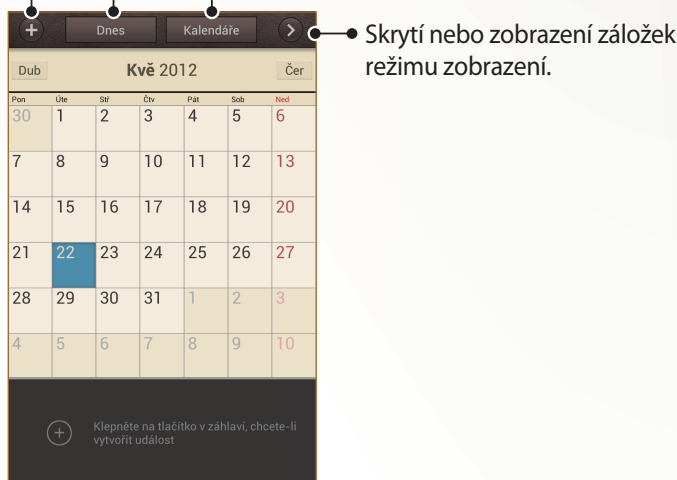 Dnes Kalendáře
Skrytí nebo zobrazení záložek
režimu zobrazení.
Dub Kvě 2012 Čer
Pon Úte Stř Čtv Pát Sob Ned
30 1 2 3 4 5 6
7 8 9 10 11 12 13
14 15 16 17 18 19 20
21 22 23 24 25 26 27
28 29 30 31 1 2 3
4 5 6 7 8 9 10
Klepněte na tlačítko v záhlaví, chcete-li
vytvořit událost